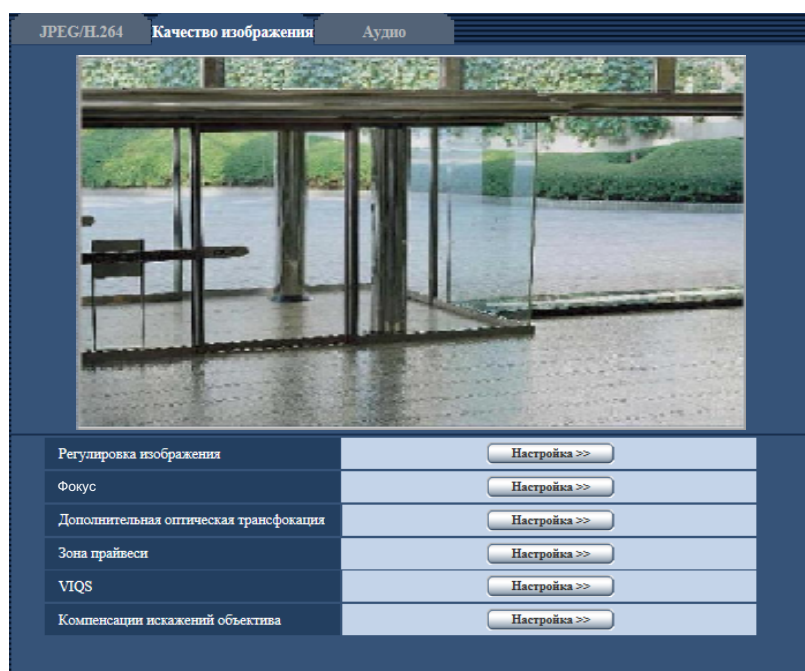 JPEG/H.264 Качество изображения Аудио
Регулировка изображения Настройка >>
Фокус Настройка >>
Дополнительная оптическая трансфокация Настройка >>
Зона прайвеси Настройка >>
VIQS Настройка >>
Компенсации искажений объектива Настройка >>